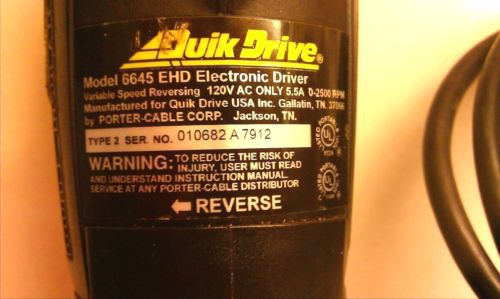 Quik Drive®
Model 6645 EHD Electronic Driver
Variable Speed Reversing 120V AC ONLY 5.5A 0-2500 RPM
Manufactured for Quik Drive USA Inc. Gallatin, TN. 37066
by PORTER-CABLE CORP. Jackson, TN.
TYPE 2 SER. NO. 010682 A 7912
WARNING: TO REDUCE THE RISK OF
INJURY, USER MUST READ
AND UNDERSTAND INSTRUCTION MANUAL.
SERVICE AT ANY PORTER-CABLE DISTRIBUTOR
← REVERSE
UL
UL